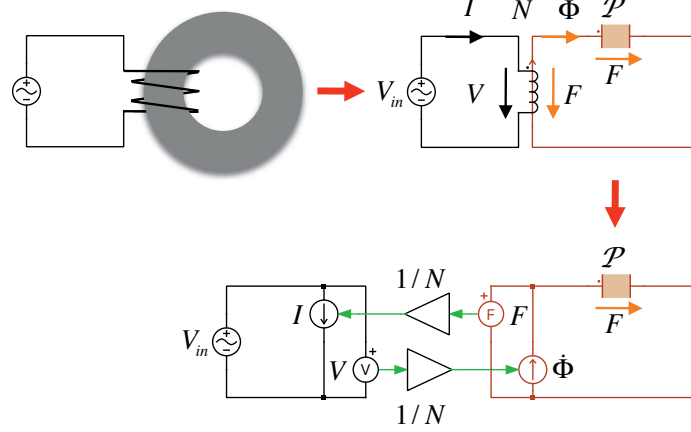 I N Φ 𝒫
V_in V F F
1/N 𝒫
V_in I F F F
V V Φ̇
1/N